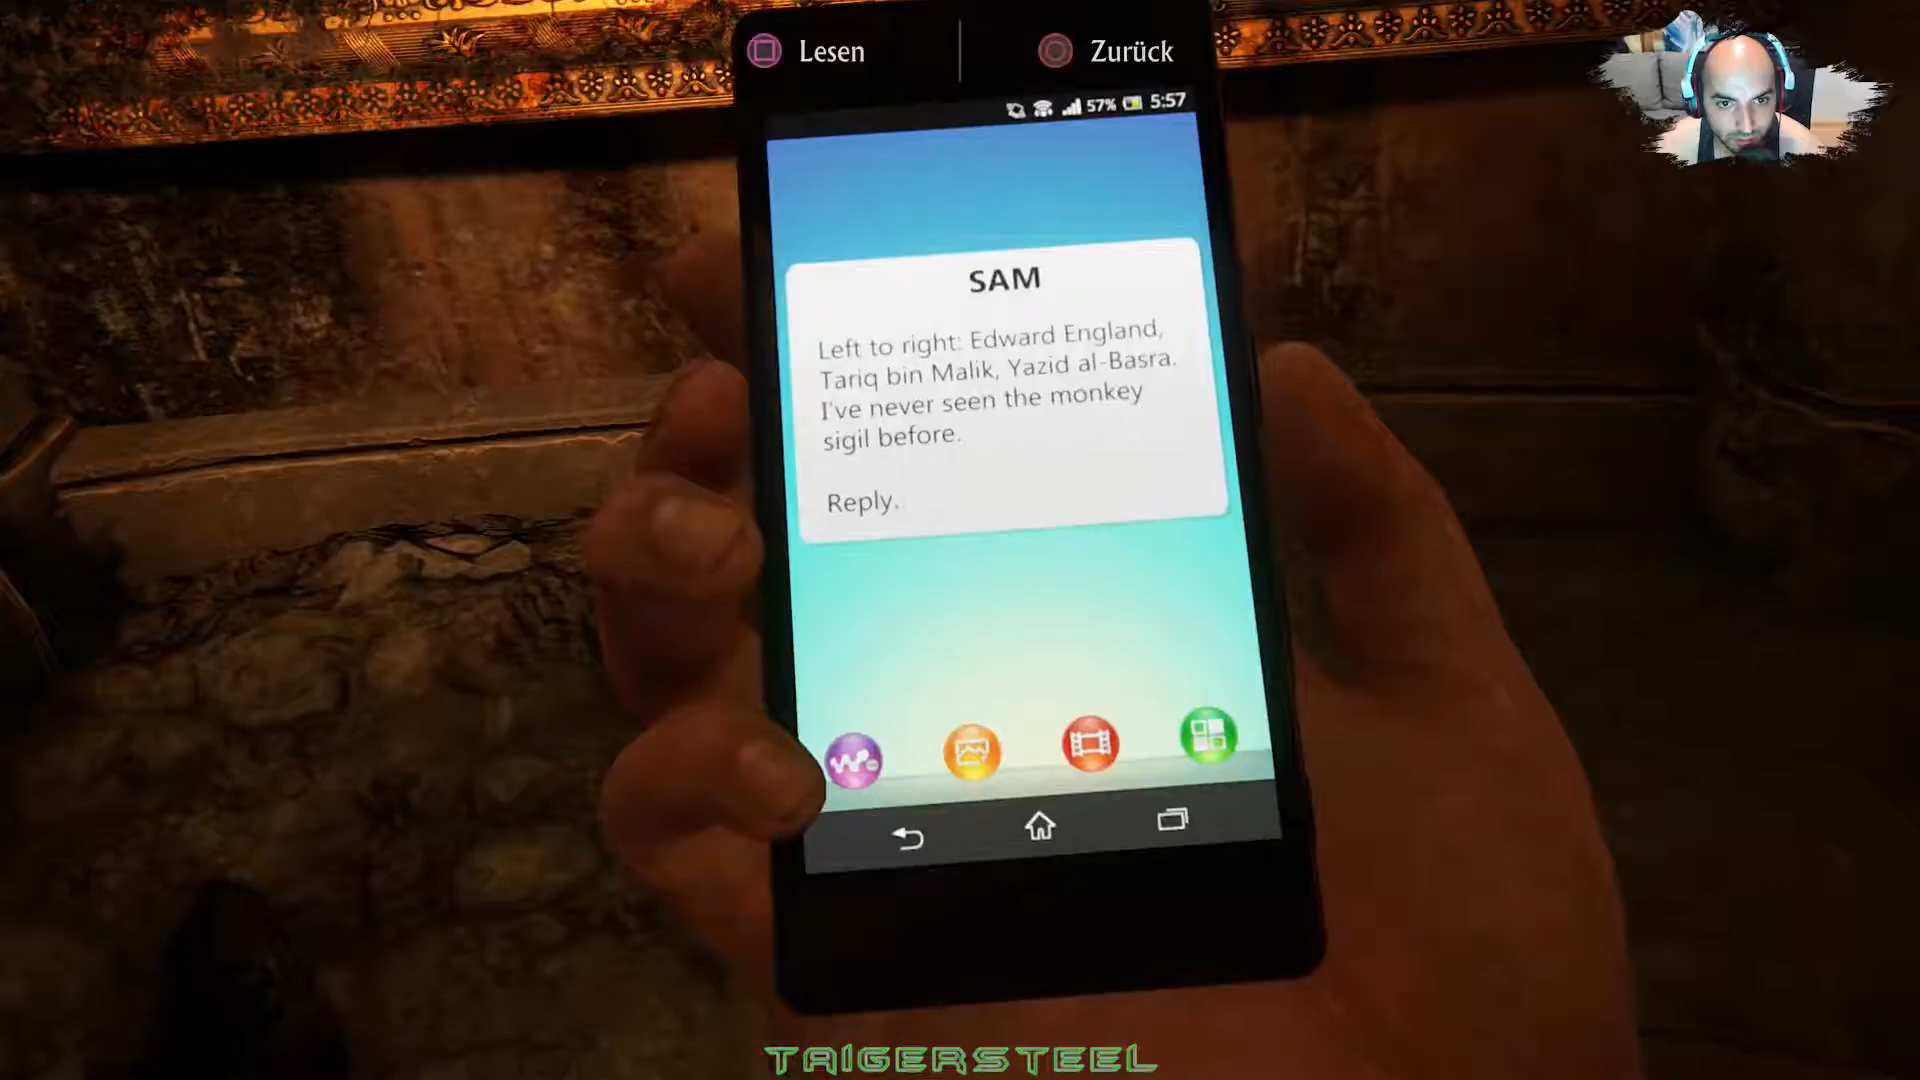 Lesen
Zurück
57% 5:57
SAM
Left to right: Edward England,
Tariq bin Malik, Yazid al-Basra.
I've never seen the monkey
sigil before.
Reply.
TAIGERSTEEL